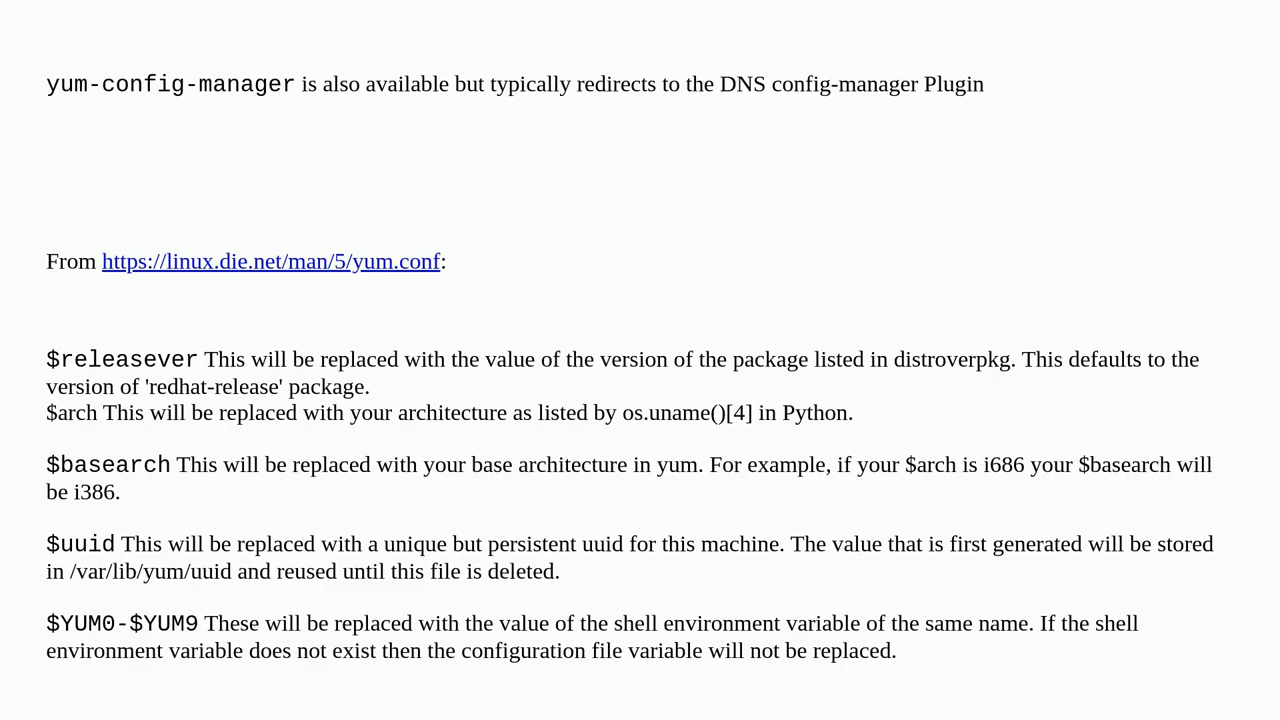 yum-config-manager is also available but typically redirects to the DNS config-manager Plugin
From https://linux.die.net/man/5/yum.conf:
$releasever This will be replaced with the value of the version of the package listed in distroverpkg. This defaults to the
version of 'redhat-release' package.
$arch This will be replaced with your architecture as listed by os.uname()[4] in Python.
$basearch This will be replaced with your base architecture in yum. For example, if your $arch is i686 your $basearch will
be i386.
$uuid This will be replaced with a unique but persistent uuid for this machine. The value that is first generated will be stored
in /var/lib/yum/uuid and reused until this file is deleted.
$YUM0-$YUM9 These will be replaced with the value of the shell environment variable of the same name. If the shell
environment variable does not exist then the configuration file variable will not be replaced.